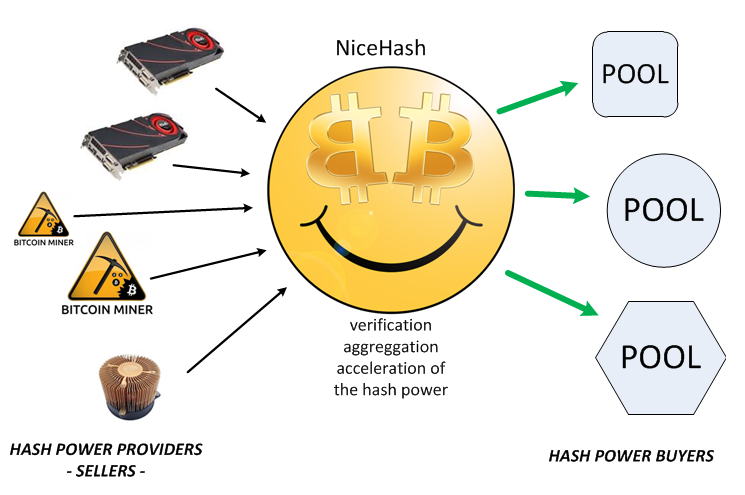 NiceHash
POOL
POOL
BITCOIN MINER
BITCOIN MINER
POOL
verification
aggreggation
acceleration of
the hash power
HASH POWER PROVIDERS
- SELLERS -
HASH POWER BUYERS